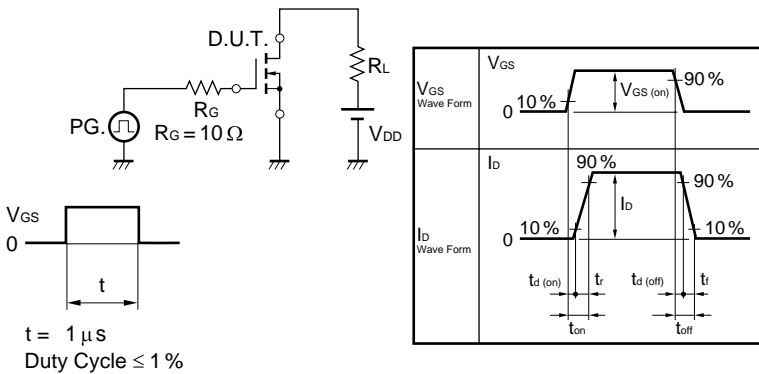 D.U.T.
RL
RG
PG.
RG = 10 Ω
VDD
VGS
0
t
t = 1 μs
Duty Cycle ≤ 1 %
VGS
Wave Form
VGS
10 %
VGS (on)
90 %
0
ID
Wave Form
ID
90 %
90 %
10 %
ID
10 %
0
td (on)
tr
td (off)
tf
ton
toff